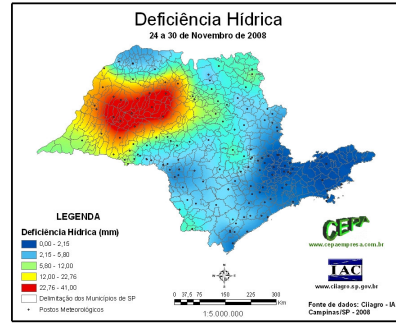 Deficiência Hídrica
24 a 30 de Novembro de 2008
LEGENDA
Deficiência Hídrica (mm)
0,00 - 2,15
2,15 - 5,80
5,80 - 12,00
12,00 - 22,76
22,76 - 41,00
Delimitação dos Municípios de SP
Postos Meteorológicos
0 37,5 75 150 225 300
Km
1:5.000.000
CEPA
www.cepaempresa.com.br
IAC
www.ciiagro.sp.gov.br
Fonte de dados: Ciiagro - IA
Campinas/SP - 2008